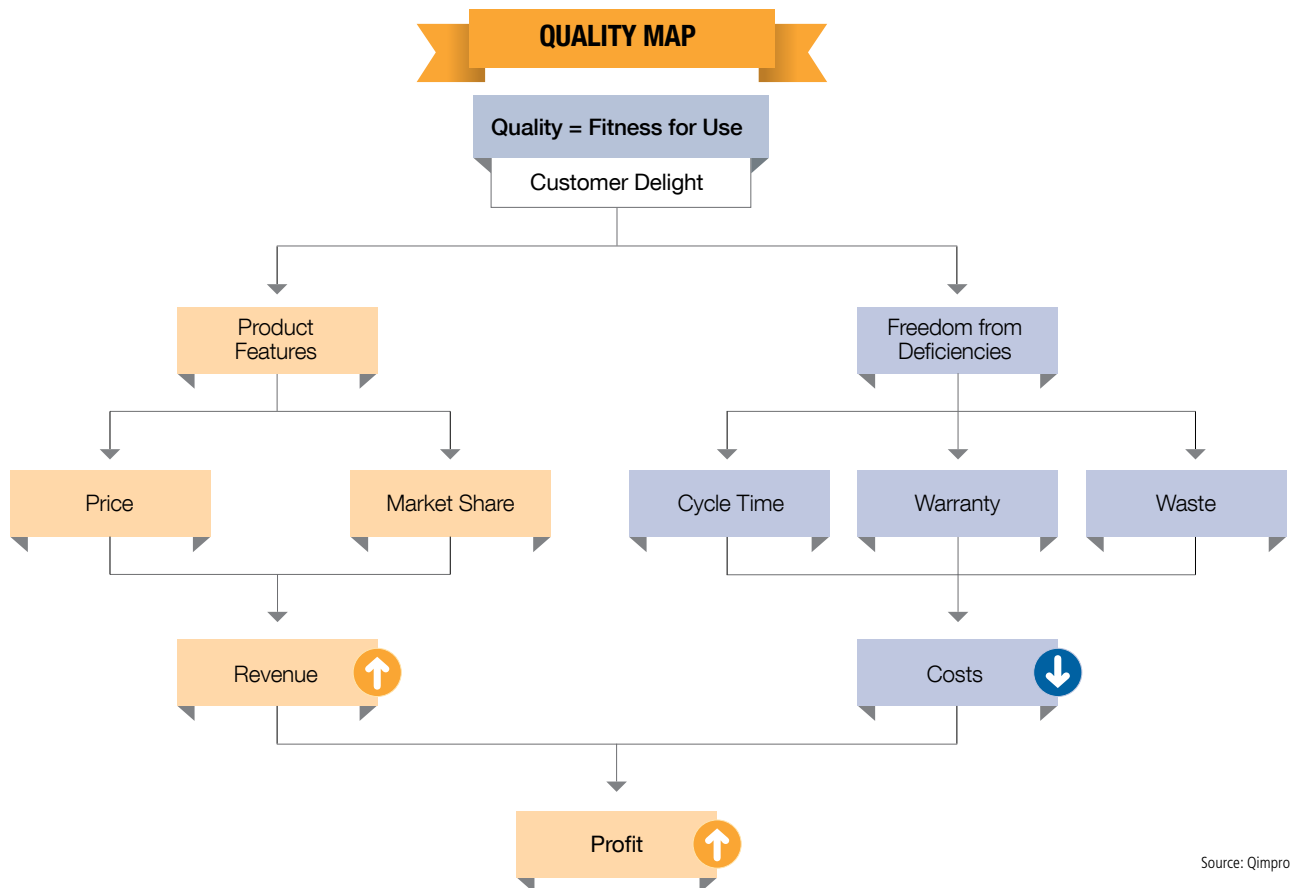 QUALITY MAP
Quality = Fitness for Use
Customer Delight
Product
Features
Freedom from
Deficiencies
Price
Market Share
Cycle Time
Warranty
Waste
Revenue
Costs
Profit
Source: Qimpro